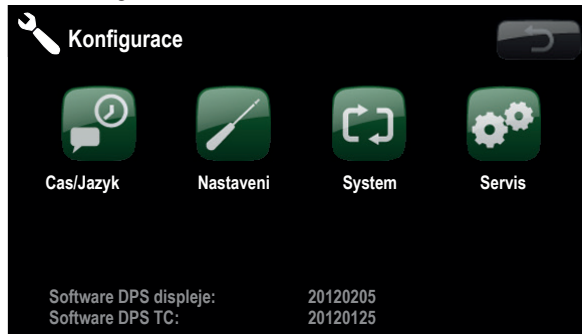 Konfigurace
Cas/Jazyk Nastaveni System Servis
Software DPS displeje: 20120205
Software DPS TC: 20120125